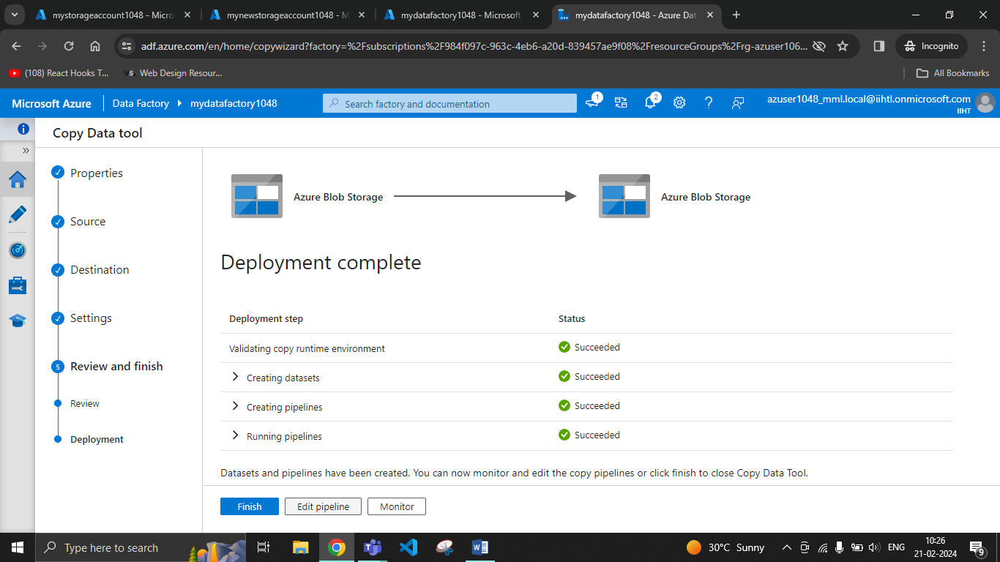 mystorageaccount1048 - Micro
mynewstorageaccount1048 - M
mydatafactory1048 - Microsoft
mydatafactory1048 - Azure Dat
adf.azure.com/en/home/copywizard?factory=%2Fsubscriptions%2F984f097c-963c-4eb6-a20d-839457ae9f08%2FresourceGroups%2Frg-azuser106...
Incognito
(108) React Hooks T...
VS.
Web Design Resour...
All Bookmarks
Microsoft Azure
Data Factory
mydatafactory1048
Search factory and documentation
1
2
azuser1048_mml.local@iihtl.onmicrosoft.com
IIHT
Copy Data tool
Properties
Source
Destination
Settings
5
Review and finish
Review
Deployment
Azure Blob Storage
Azure Blob Storage
Deployment complete
Deployment step
Status
Validating copy runtime environment
Succeeded
Creating datasets
Succeeded
Creating pipelines
Succeeded
Running pipelines
Succeeded
Datasets and pipelines have been created. You can now monitor and edit the copy pipelines or click finish to close Copy Data Tool.
Finish
Edit pipeline
Monitor
Type here to search
30°C Sunny
ENG
10:26
21-02-2024
9